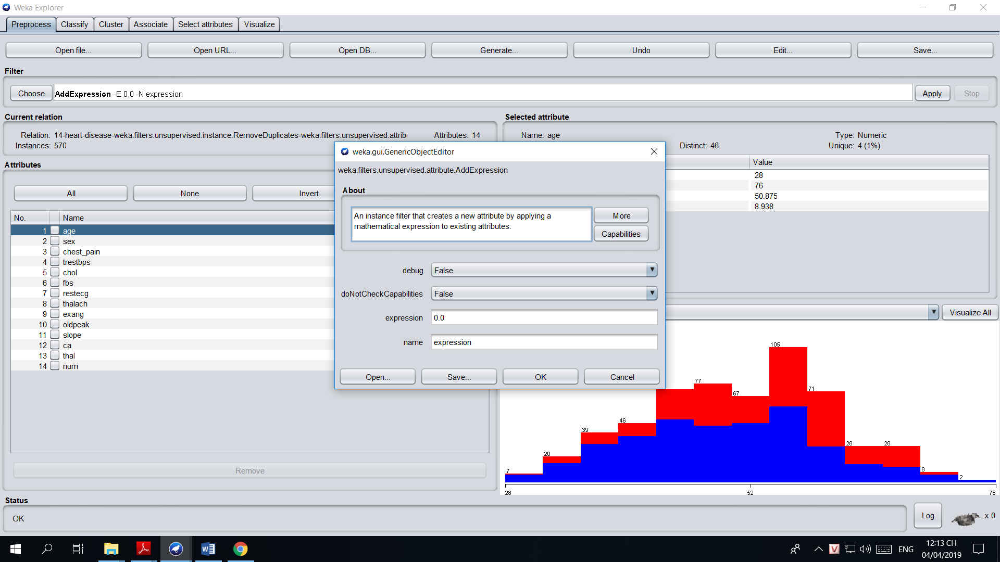 Weka Explorer
Preprocess Classify Cluster Associate Select attributes Visualize
Open file... Open URL... Open DB... Generate... Undo Edit... Save...
Filter
Choose AddExpression -E 0.0 -N expression Apply Stop
Current relation
Relation: 14-heart-disease-weka.filters.unsupervised.instance.RemoveDuplicates-weka.filters.unsupervised.attribu Attributes: 14
Instances: 570
Selected attribute
Name: age Type: Numeric
Distinct: 46 Unique: 4 (1%)
Value
28
76
50.875
8.938
Attributes
All None Invert
No. Name
1 age
2 sex
3 chest_pain
4 trestbps
5 chol
6 fbs
7 restecg
8 thalach
9 exang
10 oldpeak
11 slope
12 ca
13 thal
14 num
Remove
weka.gui.GenericObjectEditor
weka.filters.unsupervised.attribute.AddExpression
About
An instance filter that creates a new attribute by applying a
mathematical expression to existing attributes.
More
Capabilities
debug False
doNotCheckCapabilities False
expression 0.0
name expression
Open... Save... OK Cancel
Visualize All
7 20 39 46 77 67 105 71 28 28 8 2
28 52 76
Status
OK
Log x 0
ENG
12:13 CH
04/04/2019